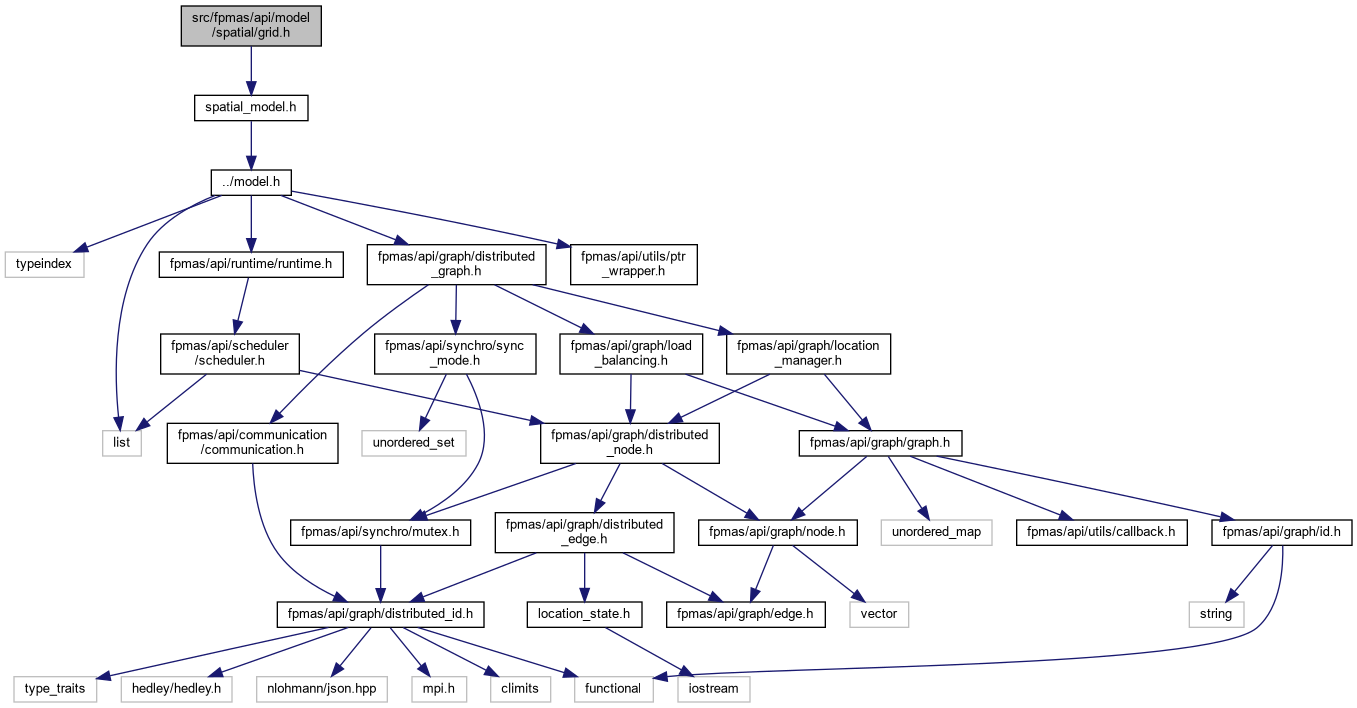 src/fpmas/api/model
/spatial/grid.h
spatial_model.h
../model.h
typeindex
fpmas/api/runtime/runtime.h
fpmas/api/graph/distributed
_graph.h
fpmas/api/utils/ptr
_wrapper.h
fpmas/api/scheduler
/scheduler.h
fpmas/api/synchro/sync
_mode.h
fpmas/api/graph/load
_balancing.h
fpmas/api/graph/location
_manager.h
list
fpmas/api/communication
/communication.h
unordered_set
fpmas/api/graph/distributed
_node.h
fpmas/api/graph/graph.h
fpmas/api/synchro/mutex.h
fpmas/api/graph/distributed
_edge.h
fpmas/api/graph/node.h
unordered_map
fpmas/api/utils/callback.h
fpmas/api/graph/id.h
fpmas/api/graph/distributed_id.h
location_state.h
fpmas/api/graph/edge.h
vector
string
type_traits
hedley/hedley.h
nlohmann/json.hpp
mpi.h
climits
functional
iostream